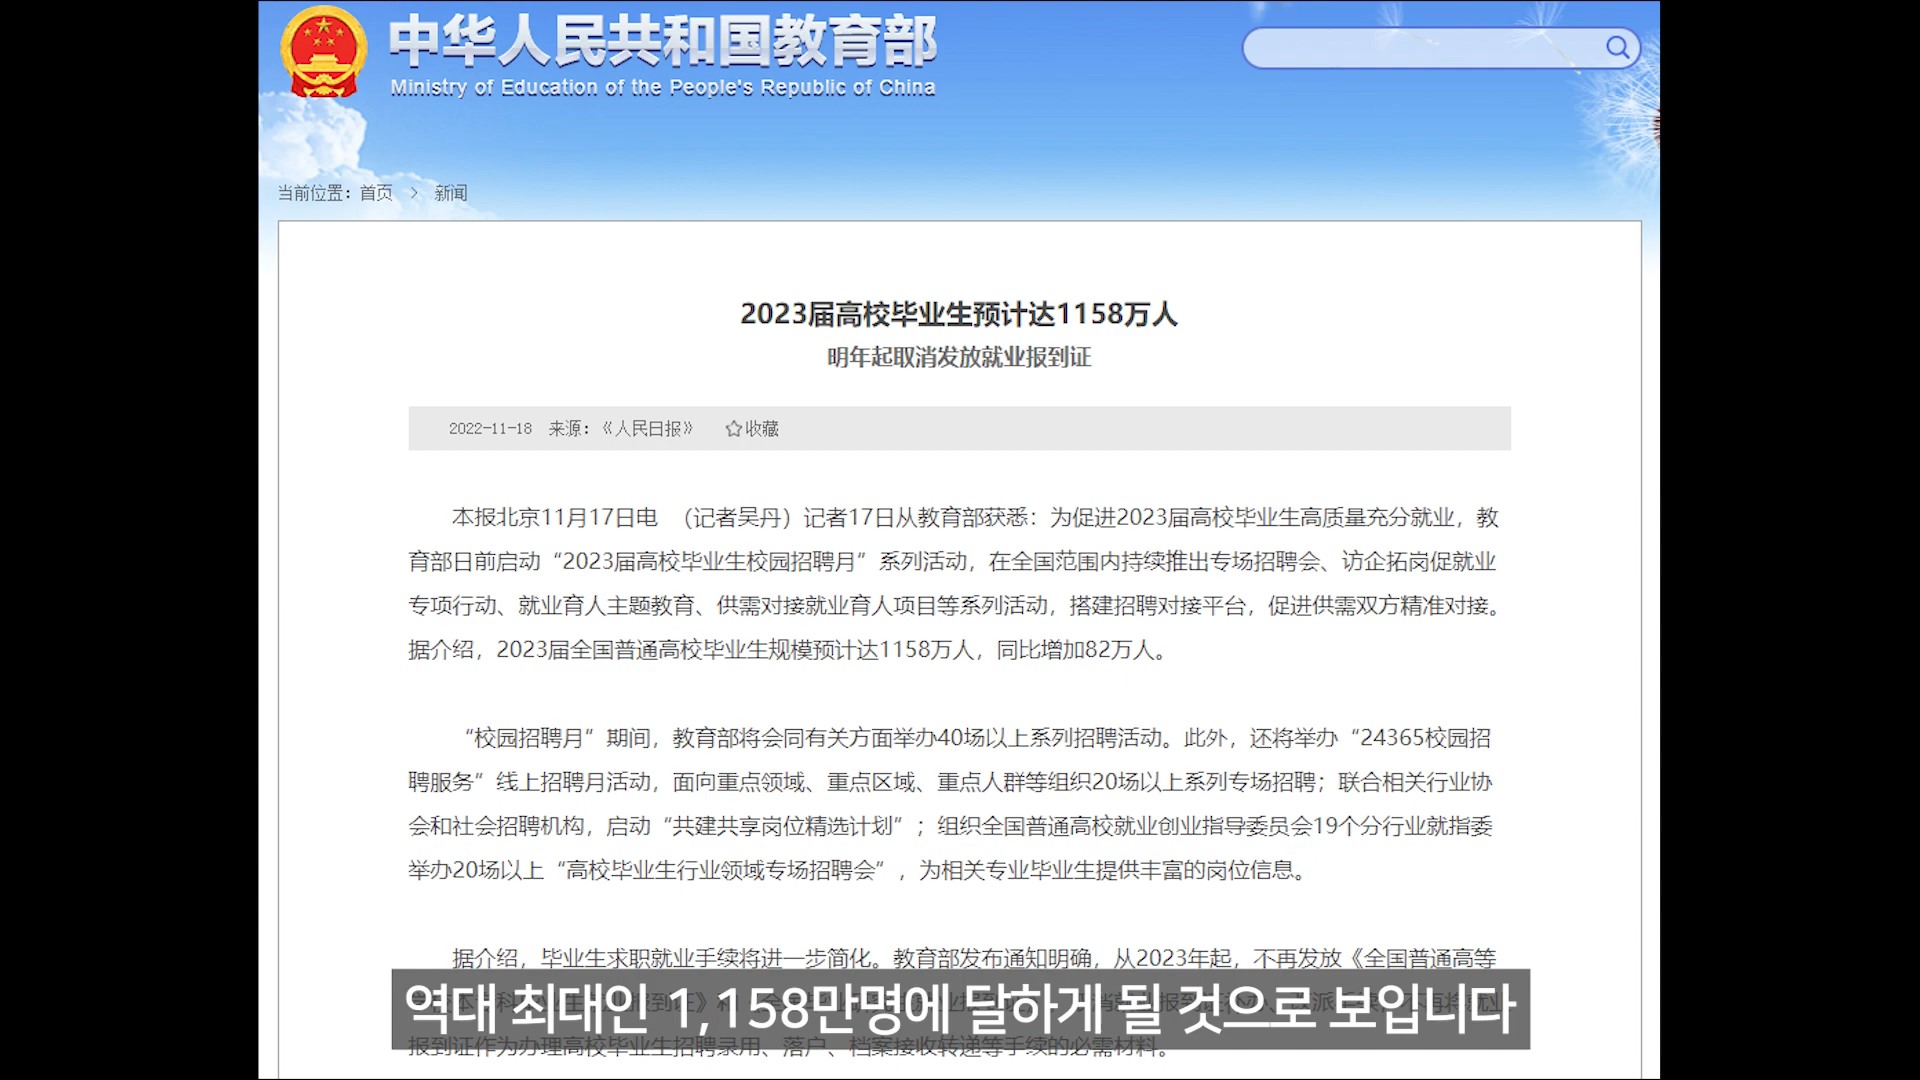 中华人民共和国教育部
Ministry of Education of the People's Republic of China
当前位置：首页 > 新闻
2023届高校毕业生预计达1158万人
明年起取消发放就业报到证
2022-11-18 来源：《人民日报》 ☆收藏
本报北京11月17日电 （记者吴丹）记者17日从教育部获悉：为促进2023届高校毕业生高质量充分就业，教
育部日前启动“2023届高校毕业生校园招聘月”系列活动，在全国范围内持续推出专场招聘会、访企拓岗促就业
专项行动、就业育人主题教育、供需对接就业育人项目等系列活动，搭建招聘对接平台，促进供需双方精准对接。
据介绍，2023届全国普通高校毕业生规模预计达1158万人，同比增加82万人。
“校园招聘月”期间，教育部将会同有关方面举办40场以上系列招聘活动。此外，还将举办“24365校园招
聘服务”线上招聘月活动，面向重点领域、重点区域、重点人群等组织20场以上系列专场招聘；联合相关行业协
会和社会招聘机构，启动“共建共享岗位精选计划”；组织全国普通高校就业创业指导委员会19个分行业就指委
举办20场以上“高校毕业生行业领域专场招聘会”，为相关专业毕业生提供丰富的岗位信息。
据介绍，毕业生求职就业手续将进一步简化。教育部发布通知明确，从2023年起，不再发放《全国普通高等
역대 최대인 1,158만명에 달하게 될 것으로 보입니다
报到证作为办理高校毕业生招聘录用、落户、档案接收转递等手续的必需材料。